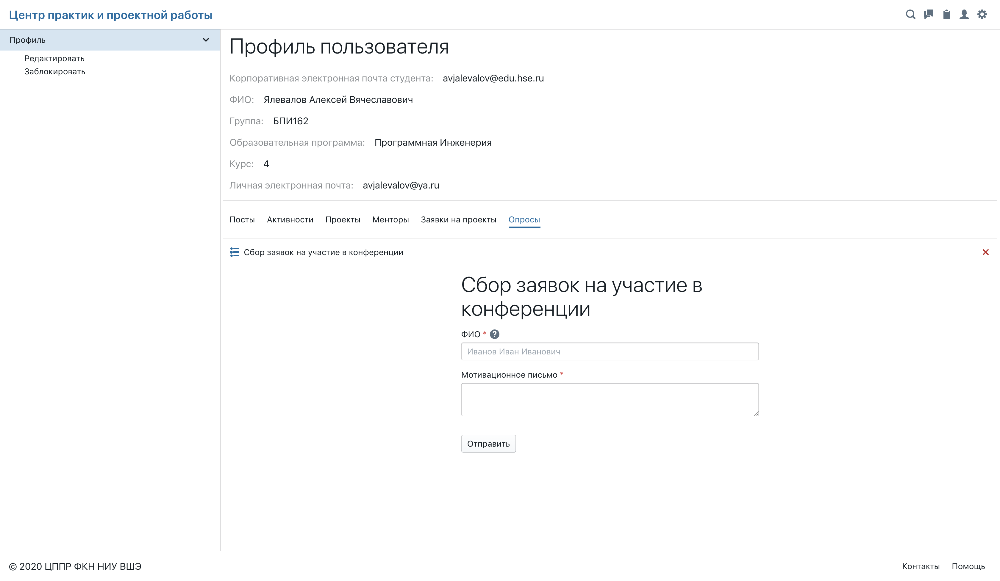 Центр практик и проектной работы
Профиль
Редактировать
Заблокировать
Профиль пользователя
Корпоративная электронная почта студента: avjalevalov@edu.hse.ru
ФИО: Ялевалов Алексей Вячеславович
Группа: БПИ162
Образовательная программа: Программная Инженерия
Курс: 4
Личная электронная почта: avjalevalov@ya.ru
Посты Активности Проекты Менторы Заявки на проекты Опросы
Сбор заявок на участие в конференции
Сбор заявок на участие в
конференции
ФИО * ?
Иванов Иван Иванович
Мотивационное письмо *
Отправить
© 2020 ЦППР ФКН НИУ ВШЭ
Контакты Помощь